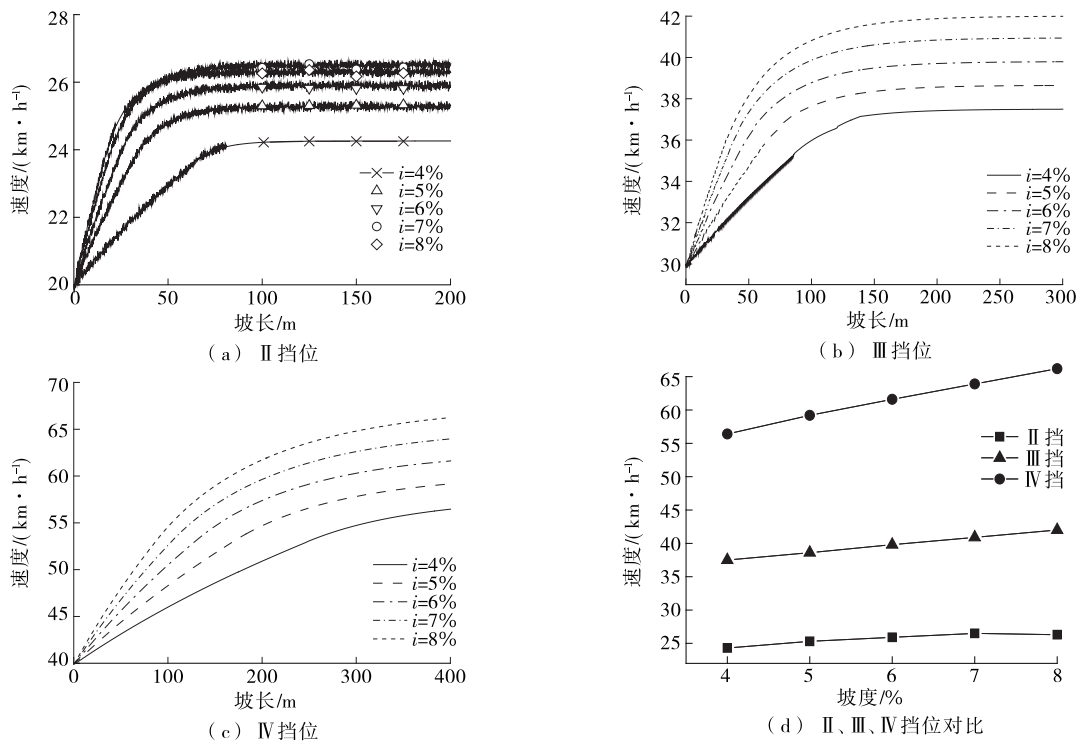 28
26
24
22
20
速度/(km·h⁻¹)
i=4%
i=5%
i=6%
i=7%
i=8%
0
50
100
150
200
坡长/m
(a) Ⅱ挡位
42
40
38
36
34
32
30
速度/(km·h⁻¹)
i=4%
i=5%
i=6%
i=7%
i=8%
0
50
100
150
200
250
300
坡长/m
(b) Ⅲ挡位
70
65
60
55
50
45
40
速度/(km·h⁻¹)
i=4%
i=5%
i=6%
i=7%
i=8%
0
100
200
300
400
坡长/m
(c) Ⅳ挡位
65
60
55
50
45
40
35
30
25
速度/(km·h⁻¹)
Ⅱ挡
Ⅲ挡
Ⅳ挡
4
5
6
7
8
坡度/%
(d) Ⅱ、Ⅲ、Ⅳ挡位对比